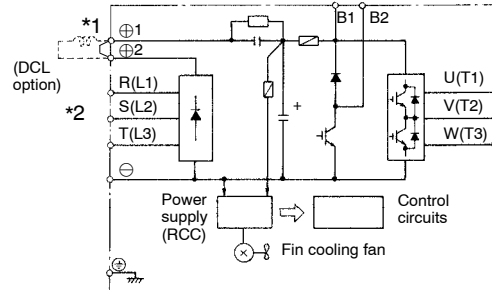 B1 B2
*1
⊕1
⊕2
(DCL
option)
R(L1)
*2
S(L2)
T(L3)
U(T1)
V(T2)
W(T3)
+
⊖
Power
supply
(RCC)
Control
circuits
Fin cooling fan